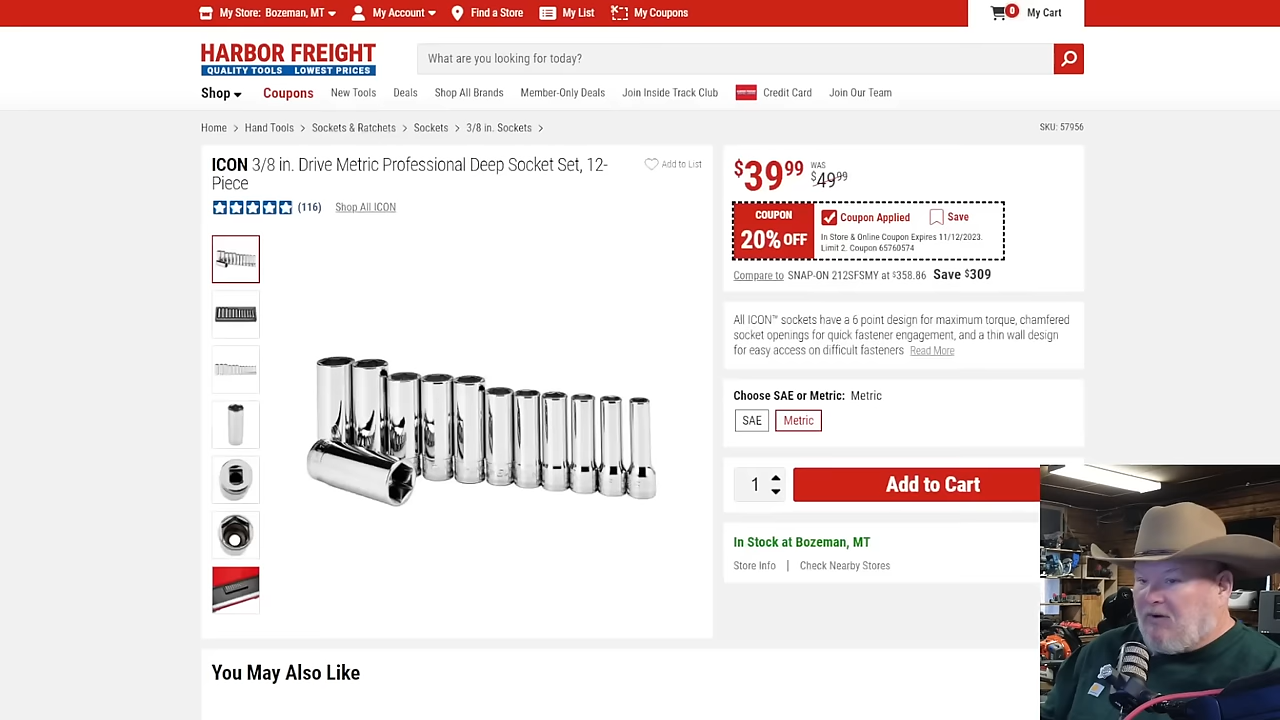 My Store: Bozeman, MT
My Account
Find a Store
My List
My Coupons
0
My Cart
HARBOR FREIGHT
QUALITY TOOLS LOWEST PRICES
What are you looking for today?
Shop
Coupons
New Tools
Deals
Shop All Brands
Member-Only Deals
Join Inside Track Club
Credit Card
Join Our Team
Home > Hand Tools > Sockets & Ratchets > Sockets > 3/8 in. Sockets >
SKU: 57956
ICON 3/8 in. Drive Metric Professional Deep Socket Set, 12-
Piece
Add to List
(116)
Shop All ICON
$39.99
WAS
$49.99
COUPON
20% OFF
Coupon Applied
Save
In Store & Online Coupon Expires 11/12/2023.
Limit 2. Coupon 65760574
Compare to SNAP-ON 212SFSMY at $358.86 Save $309
All ICON™ sockets have a 6 point design for maximum torque, chamfered
socket openings for quick fastener engagement, and a thin wall design
for easy access on difficult fasteners Read More
Choose SAE or Metric: Metric
SAE
Metric
1
Add to Cart
In Stock at Bozeman, MT
Store Info | Check Nearby Stores
You May Also Like